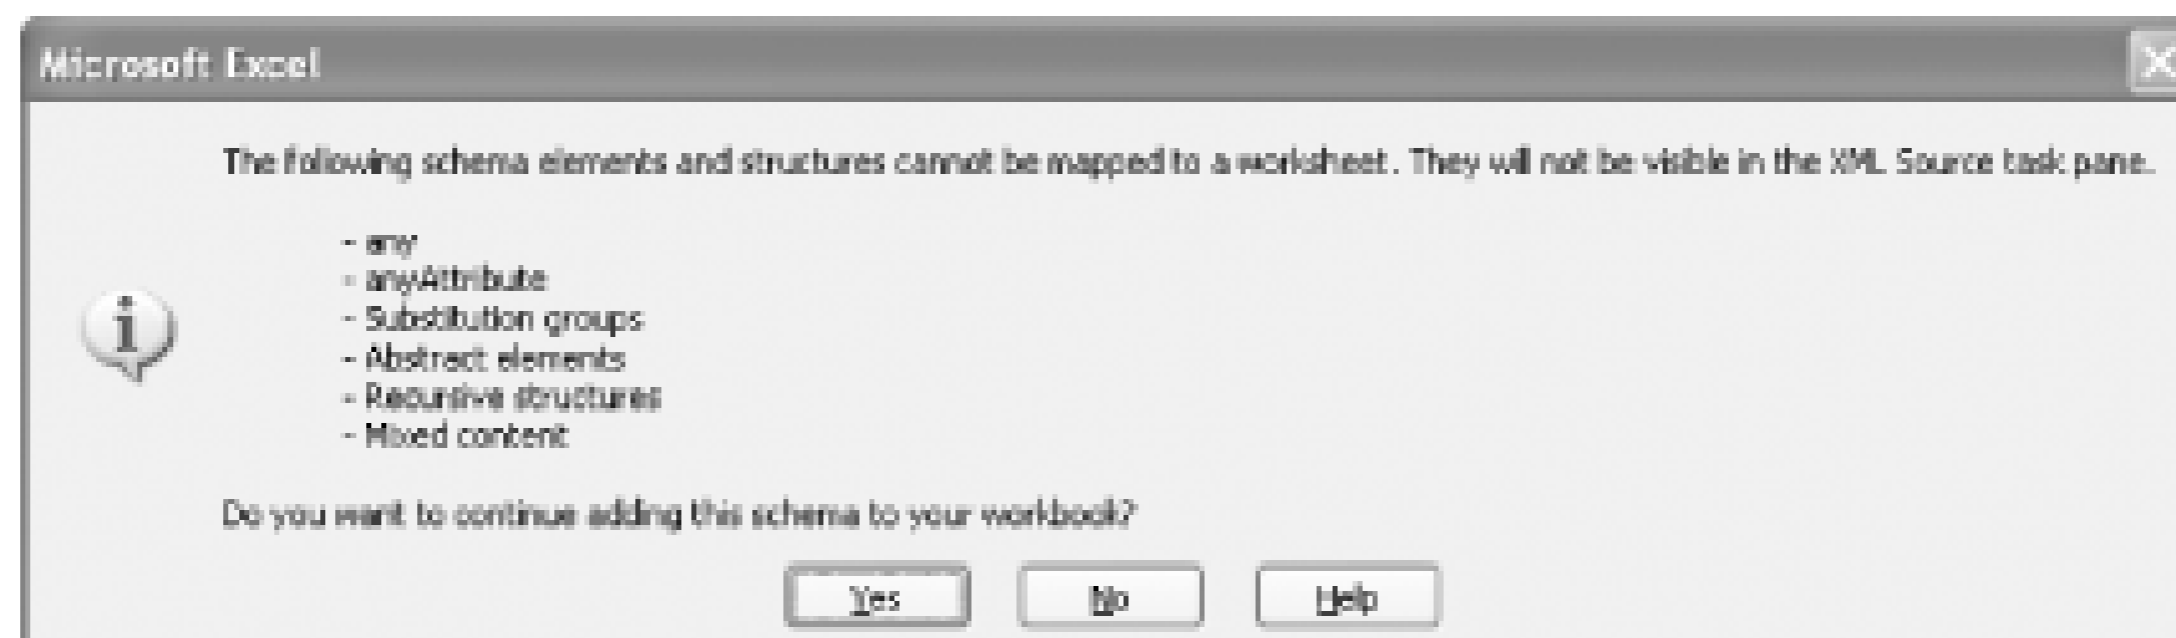 Microsoft Excel
The following schema elements and structures cannot be mapped to a worksheet. They will not be visible in the XML Source task pane.
- any
- anyAttribute
- Substitution groups
- Abstract elements
- Recursive structures
- Mixed content
Do you want to continue adding this schema to your workbook?
Yes No Help